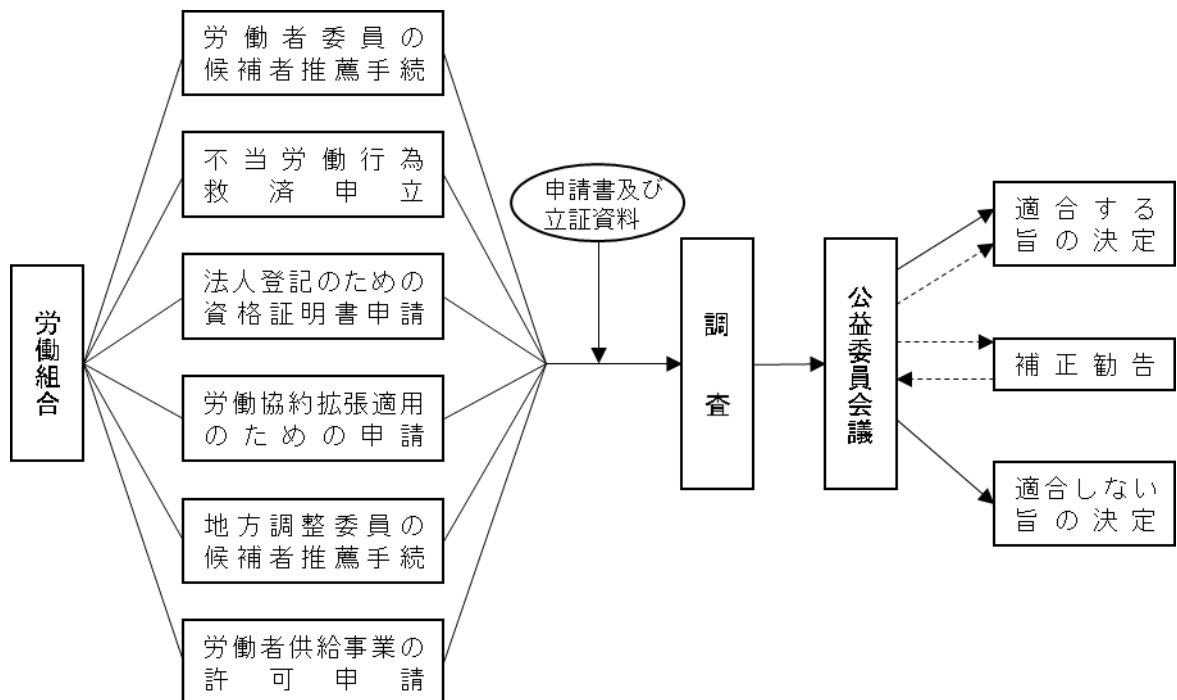 労働組合
労働者委員の
候補者推薦手続
不当労働行為
救済申立
法人登記のための
資格証明書申請
労働協約拡張適用
のための申請
地方調整委員の
候補者推薦手続
労働者供給事業の
許可申請
申請書及び
立証資料
調査
公益委員会議
適合する
旨の決定
補正勧告
適合しない
旨の決定